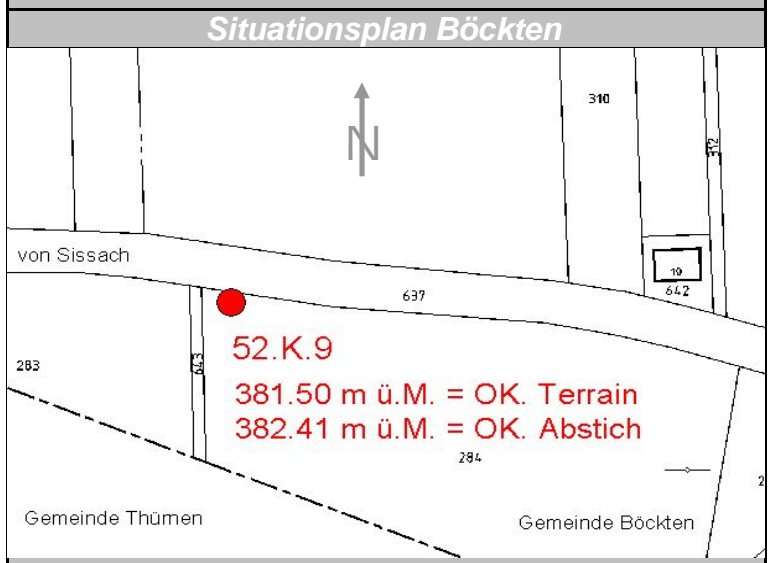 Situationsplan Böckten
310
312
N
von Sissach
19
642
637
52.K.9
283
643
381.50 m ü.M. = OK. Terrain
382.41 m ü.M. = OK. Abstich
284
2
Gemeinde Thürnen
Gemeinde Böckten